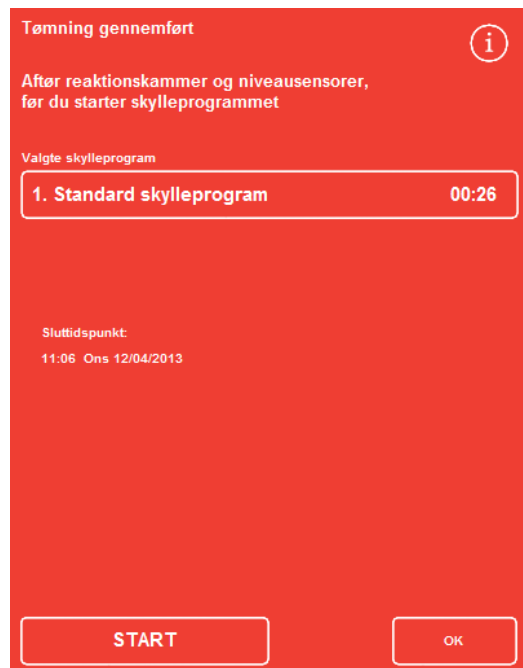 Tømning gennemført
i
Aftør reaktionskammer og niveausensorer,
før du starter skylleprogrammet
Valgte skylleprogram
1. Standard skylleprogram 00:26
Sluttidspunkt:
11:06 Ons 12/04/2013
START OK